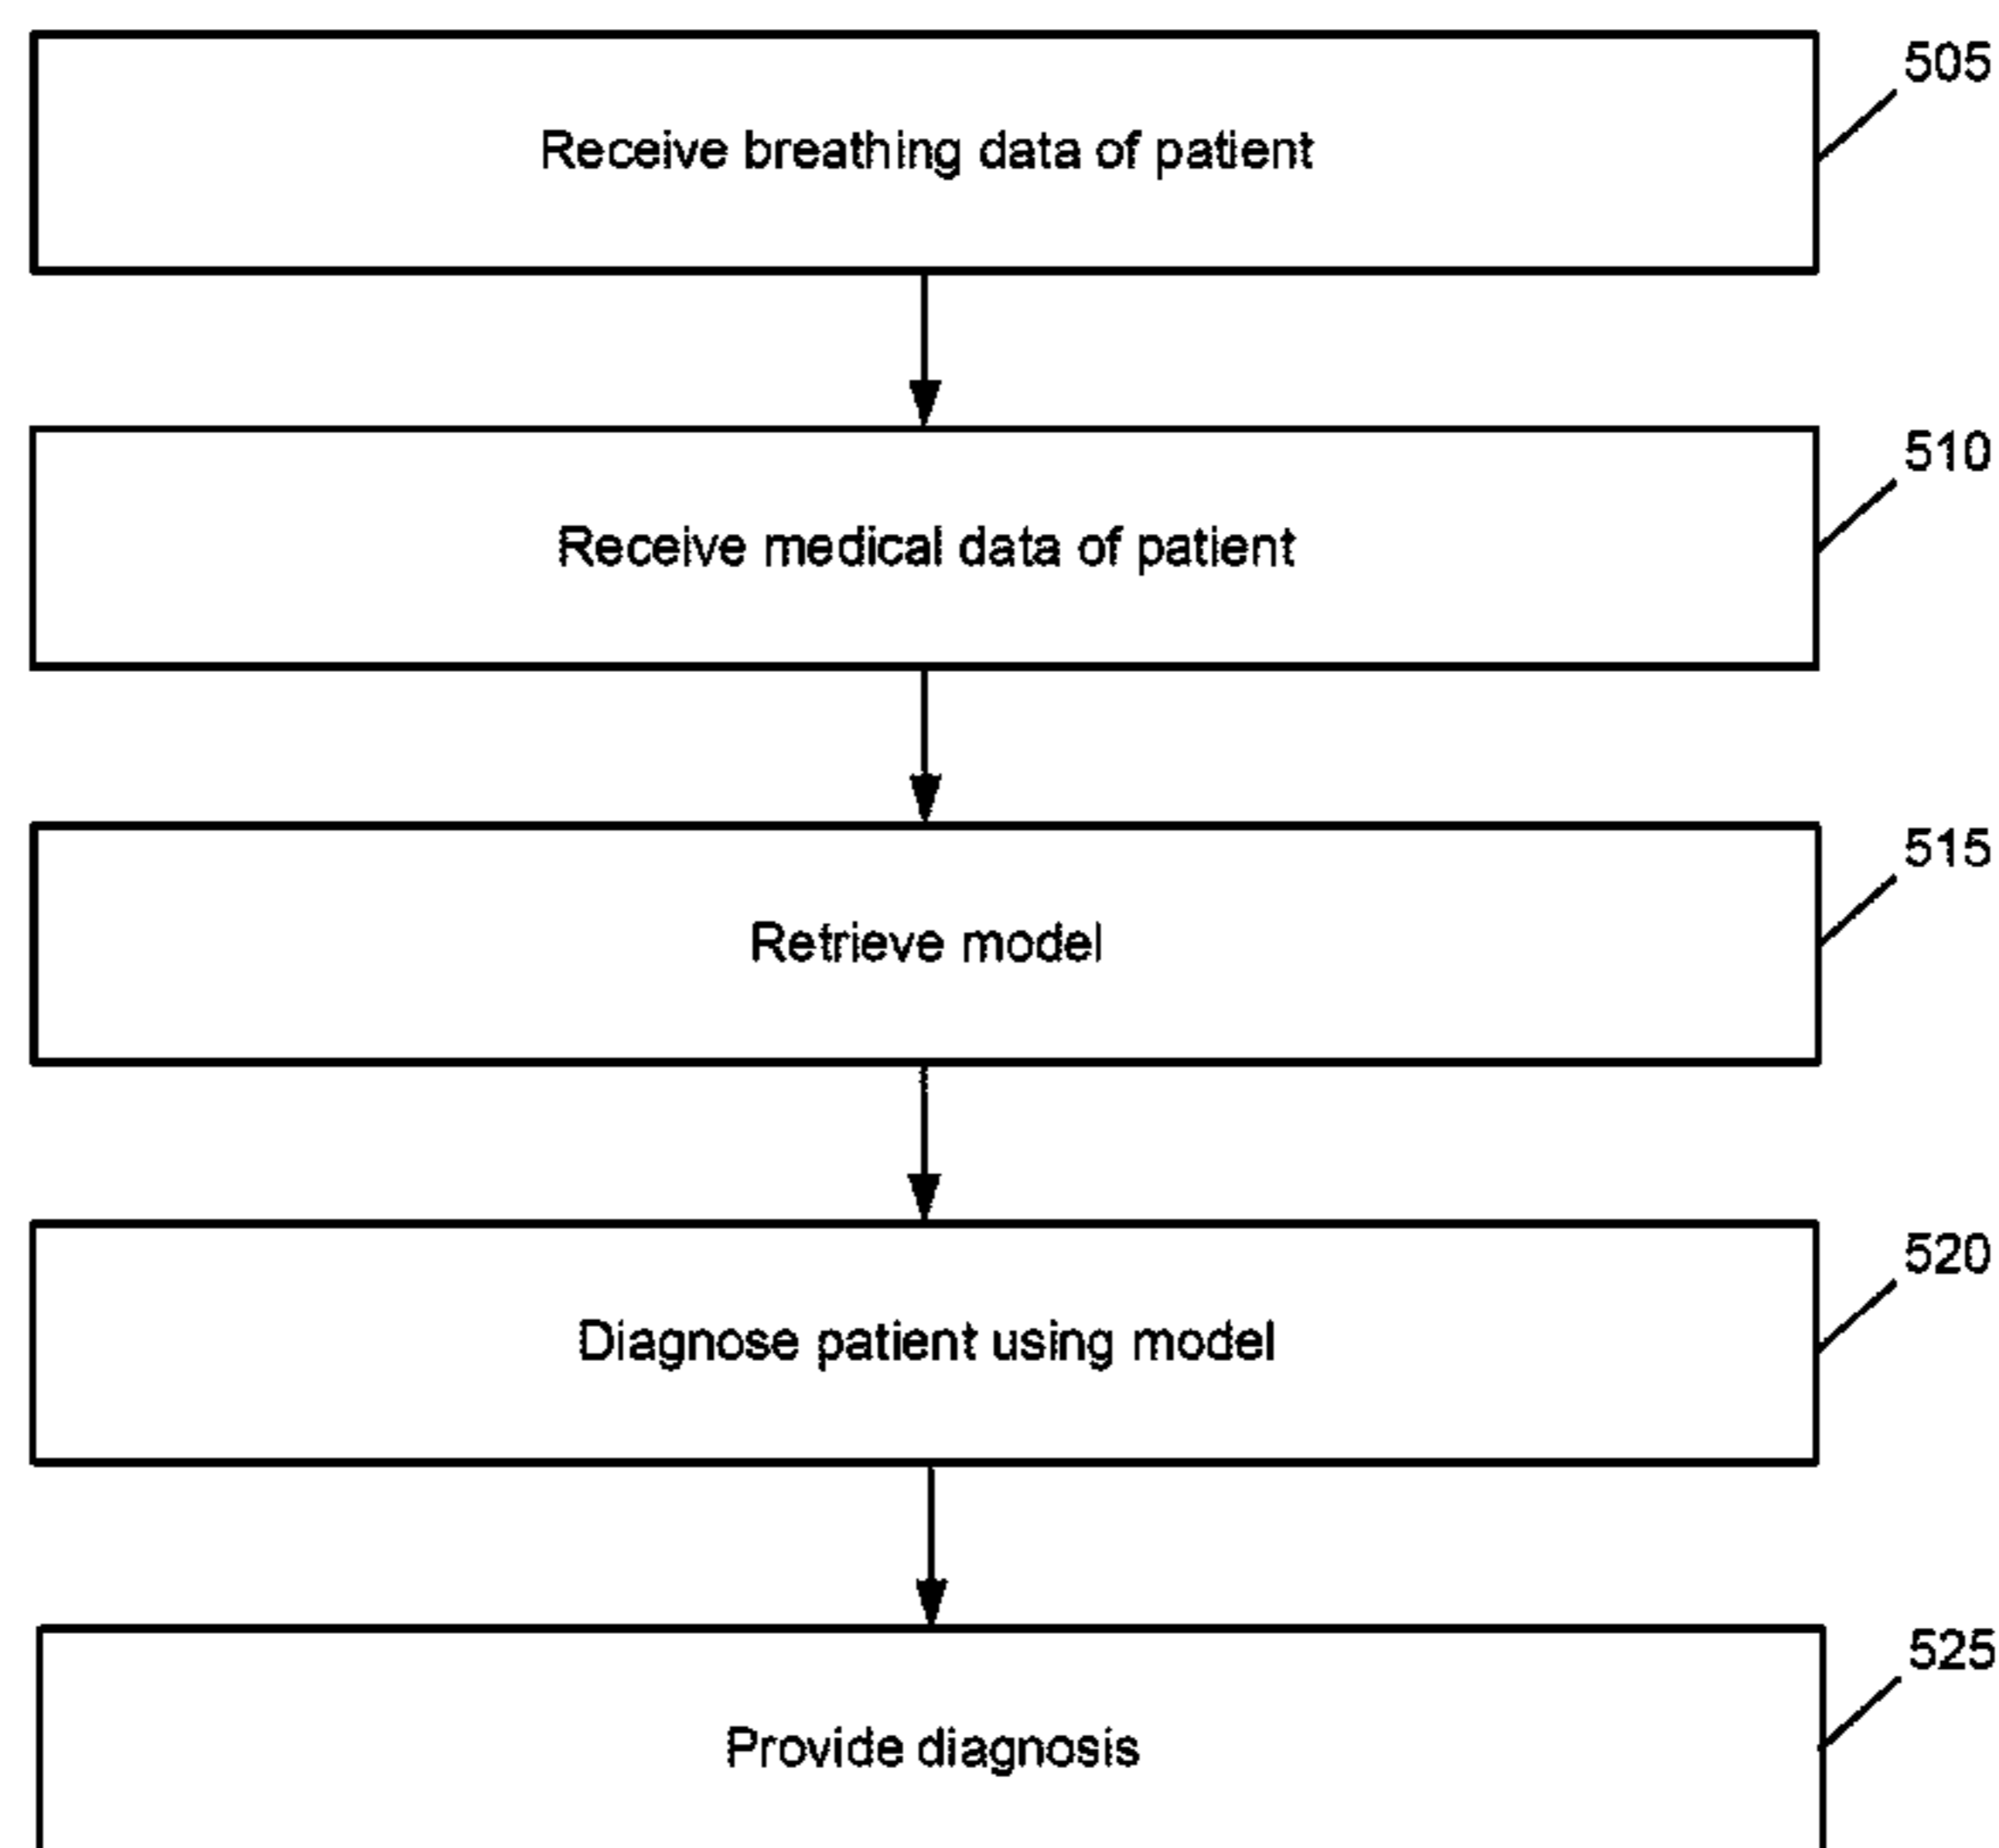 505
Receive breathing data of patient
510
Receive medical data of patient
515
Retrieve model
520
Diagnose patient using model
525
Provide diagnosis